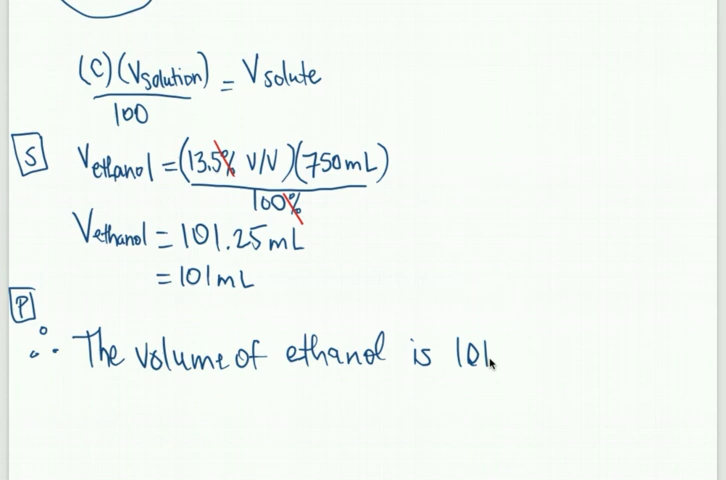 (C)(Vsolution) = Vsolute
100
S Vethanol = (13.5% V/V)(750mL)
100%
Vethanol = 101.25mL
= 101mL
P
∴ The volume of ethanol is 101